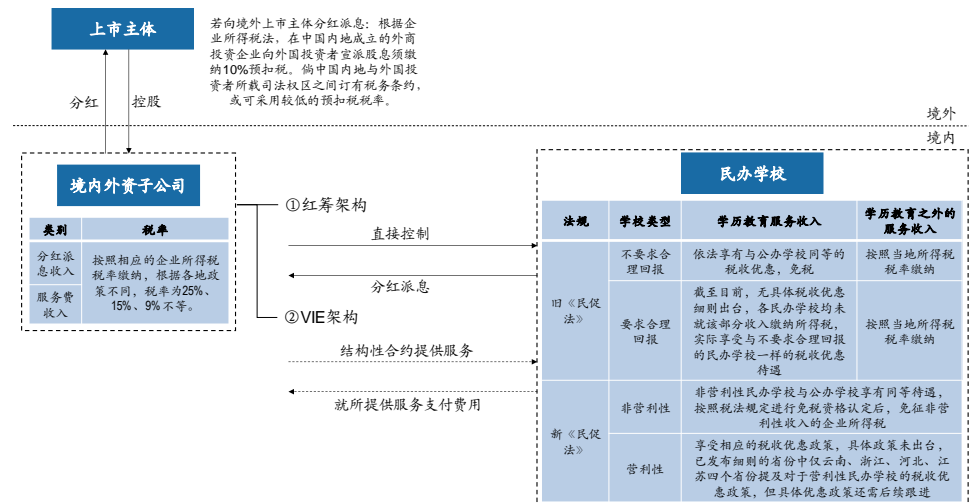 上市主体
若向境外上市主体分红派息：根据企
业所得税法，在中国内地成立的外商
投资企业向外国投资者宣派股息须缴
纳10%预扣税。倘中国内地与外国投
资者所载司法权区之间订有税务条约，
或可采用较低的预扣税税率。
分红
控股
境外
境内
境内外资子公司
类别
税率
分红派
息收入
服务费
收入
按照相应的企业所得税
税率缴纳，根据各地政
策不同，税率为25%、
15%、9%不等。
①红筹架构
直接控制
分红派息
②VIE架构
结构性合约提供服务
就所提供服务支付费用
民办学校
法规
学校类型
学历教育服务收入
学历教育之外的
服务收入
旧《民促
法》
不要求合
理回报
依法享有与公办学校同等的
税收优惠，免税
按照当地所得税
税率缴纳
要求合理
回报
截至目前，无具体税收优惠
细则出台，各民办学校均未
就该部分收入缴纳所得税，
实际享受与不要求合理回报
的民办学校一样的税收优惠
待遇
按照当地所得税
税率缴纳
新《民促
法》
非营利性
非营利性民办学校与公办学校享有同等待遇，
按照税法规定进行免税资格认定后，免征非营
利性收入的企业所得税
营利性
享受相应的税收优惠政策，具体政策未出台，
已发布细则的省份中仅云南、浙江、河北、江
苏四个省份提及对于营利性民办学校的税收优
惠政策，但具体优惠政策还需后续跟进